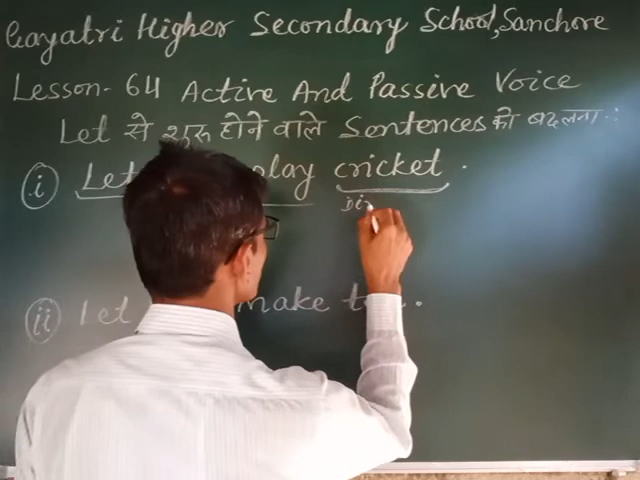 Gayatri Higher Secondary School, Sanchore
Lesson- 64 Active And Passive Voice
Let से शुरू होने वाले Sentences को बदलना :
(i) Let play cricket.
Di
(ii) Let make